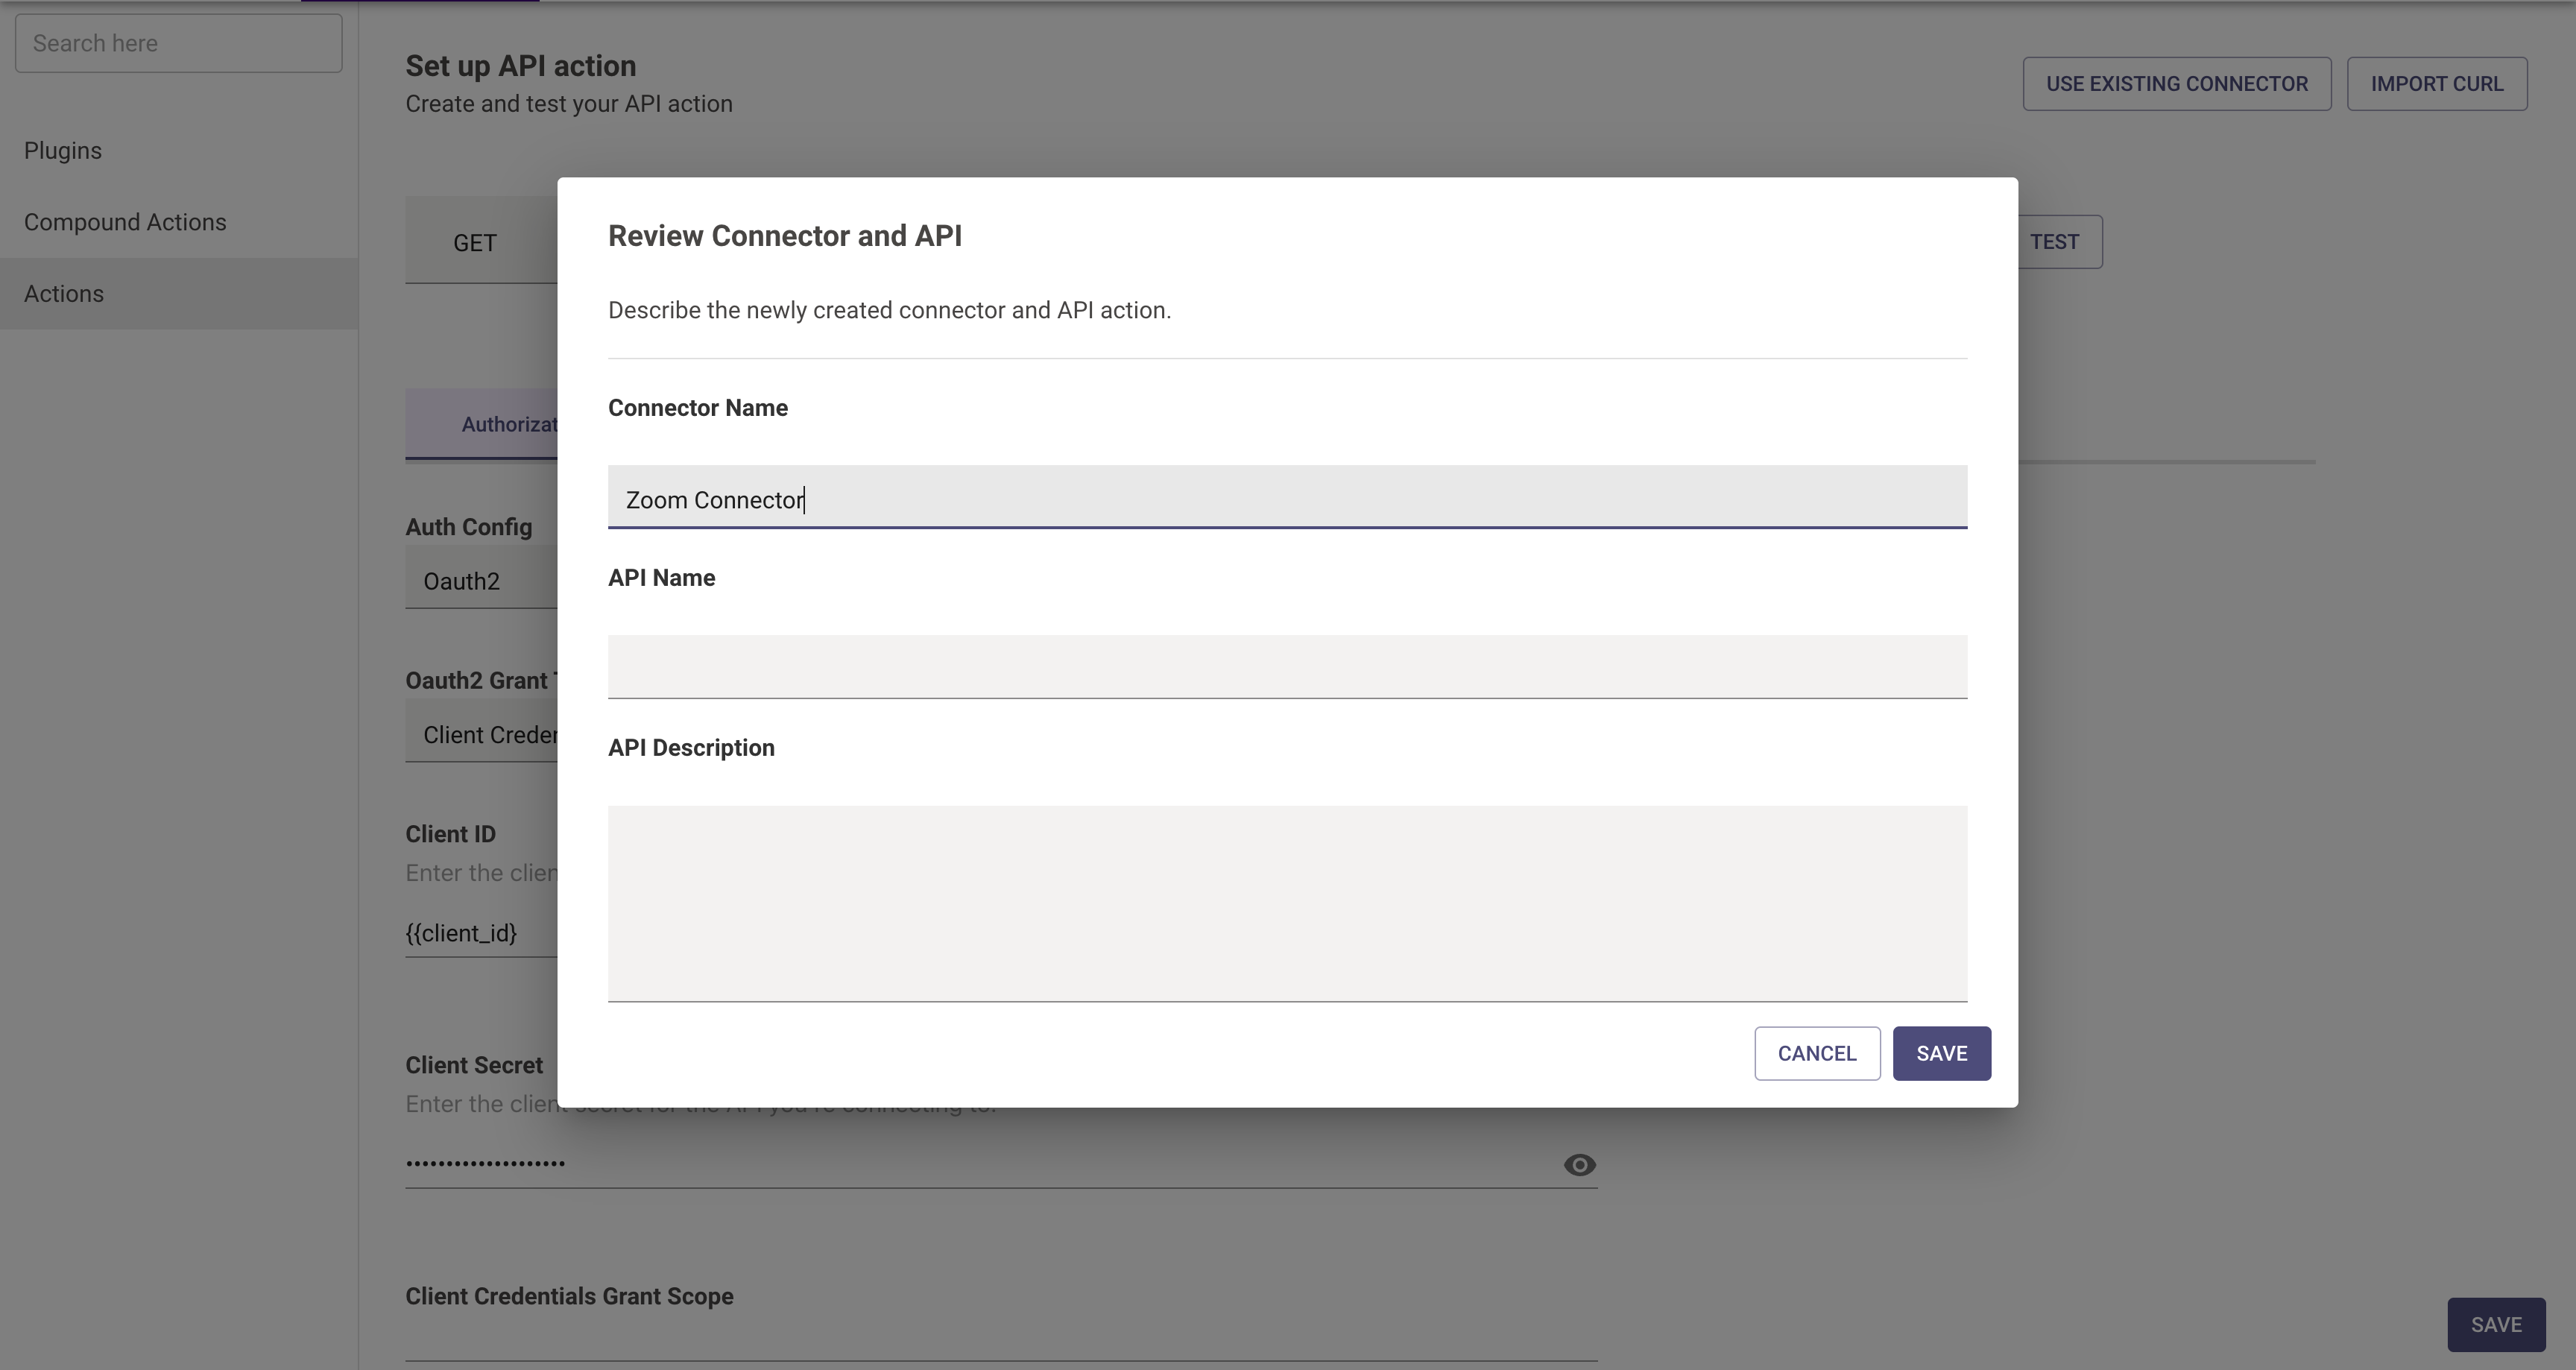 Search here
Plugins
Compound Actions
Actions
Set up API action
Create and test your API action
USE EXISTING CONNECTOR
IMPORT CURL
GET
TEST
Review Connector and API
Describe the newly created connector and API action.
Connector Name
Zoom Connector
API Name
API Description
CANCEL
SAVE
Authorizat
Auth Config
Oauth2
Oauth2 Grant
Client Creden
Client ID
Enter the clien
{{client_id}
Client Secret
Enter the client secret for the API you're connecting to.
••••••••••••••••••••
Client Credentials Grant Scope
SAVE